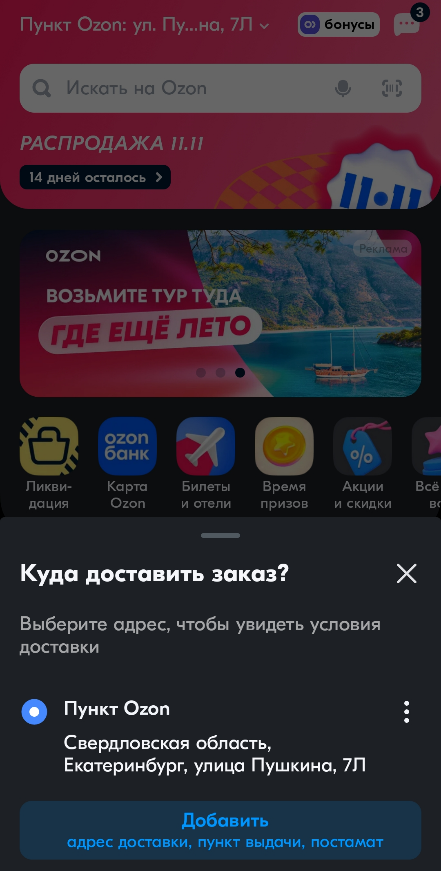 Пункт Ozon: ул. Пу...на, 7Л
бонусы
3
Искать на Ozon
РАСПРОДАЖА 11.11
14 дней осталось
11.11
OZON
Реклама
ВОЗЬМИТЕ ТУР ТУДА
ГДЕ ЕЩЁ ЛЕТО
ozon
банк
%
Ликви-
дация
Карта
Ozon
Билеты
и отели
Время
призов
Акции
и скидки
Всё
Куда доставить заказ?
Выберите адрес, чтобы увидеть условия
доставки
Пункт Ozon
Свердловская область,
Екатеринбург, улица Пушкина, 7Л
Добавить
адрес доставки, пункт выдачи, постамат